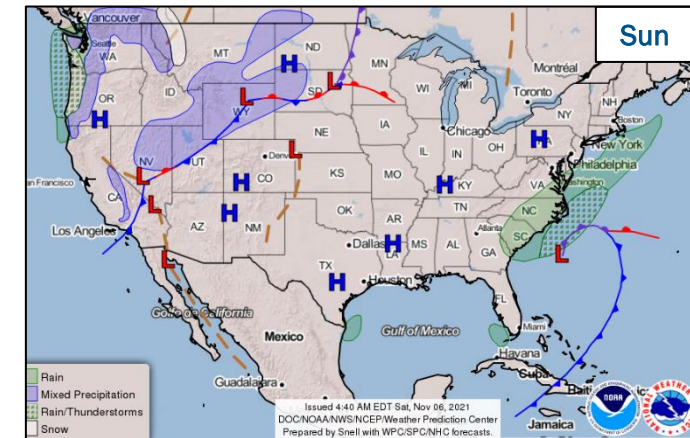 Sun
Vancouver
Seattle
WA
MT
ND
MN
Montréal
OR
ID
WY
SD
WI
MI
Toronto
NH
Boston
NY
New York
IA
Chicago
NE
IL
IN
OH
PA
Philadelphia
Washington
NV
UT
Denver
CO
KS
MO
KY
VA
San Francisco
CA
Los Angeles
AZ
NM
OK
AR
TN
NC
SC
Atlanta
Dallas
LA
MS
AL
GA
TX
Houston
FL
Golfo de California
Mexico
Gulf of Mexico
Miami
Havana
Cuba
Guadalajara
Jamaica
H
H
H
H
H
H
H
H
L
L
L
L
L
L
L
Rain
Mixed Precipitation
Rain/Thunderstorms
Snow
Issued 4:40 AM EDT Sat, Nov 06, 2021
DOC/NOAA/NWS/NCEP/Weather Prediction Center
Prepared by Snell with WPC/SPC/NHC forecasts.
NOAA